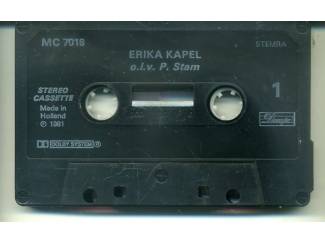 MC 7018 STEMRA
ERIKA KAPEL
o.l.v. P. Stam
STEREO
CASSETTE
1
Made in
Holland
℗ 1981
DOLBY SYSTEM ®